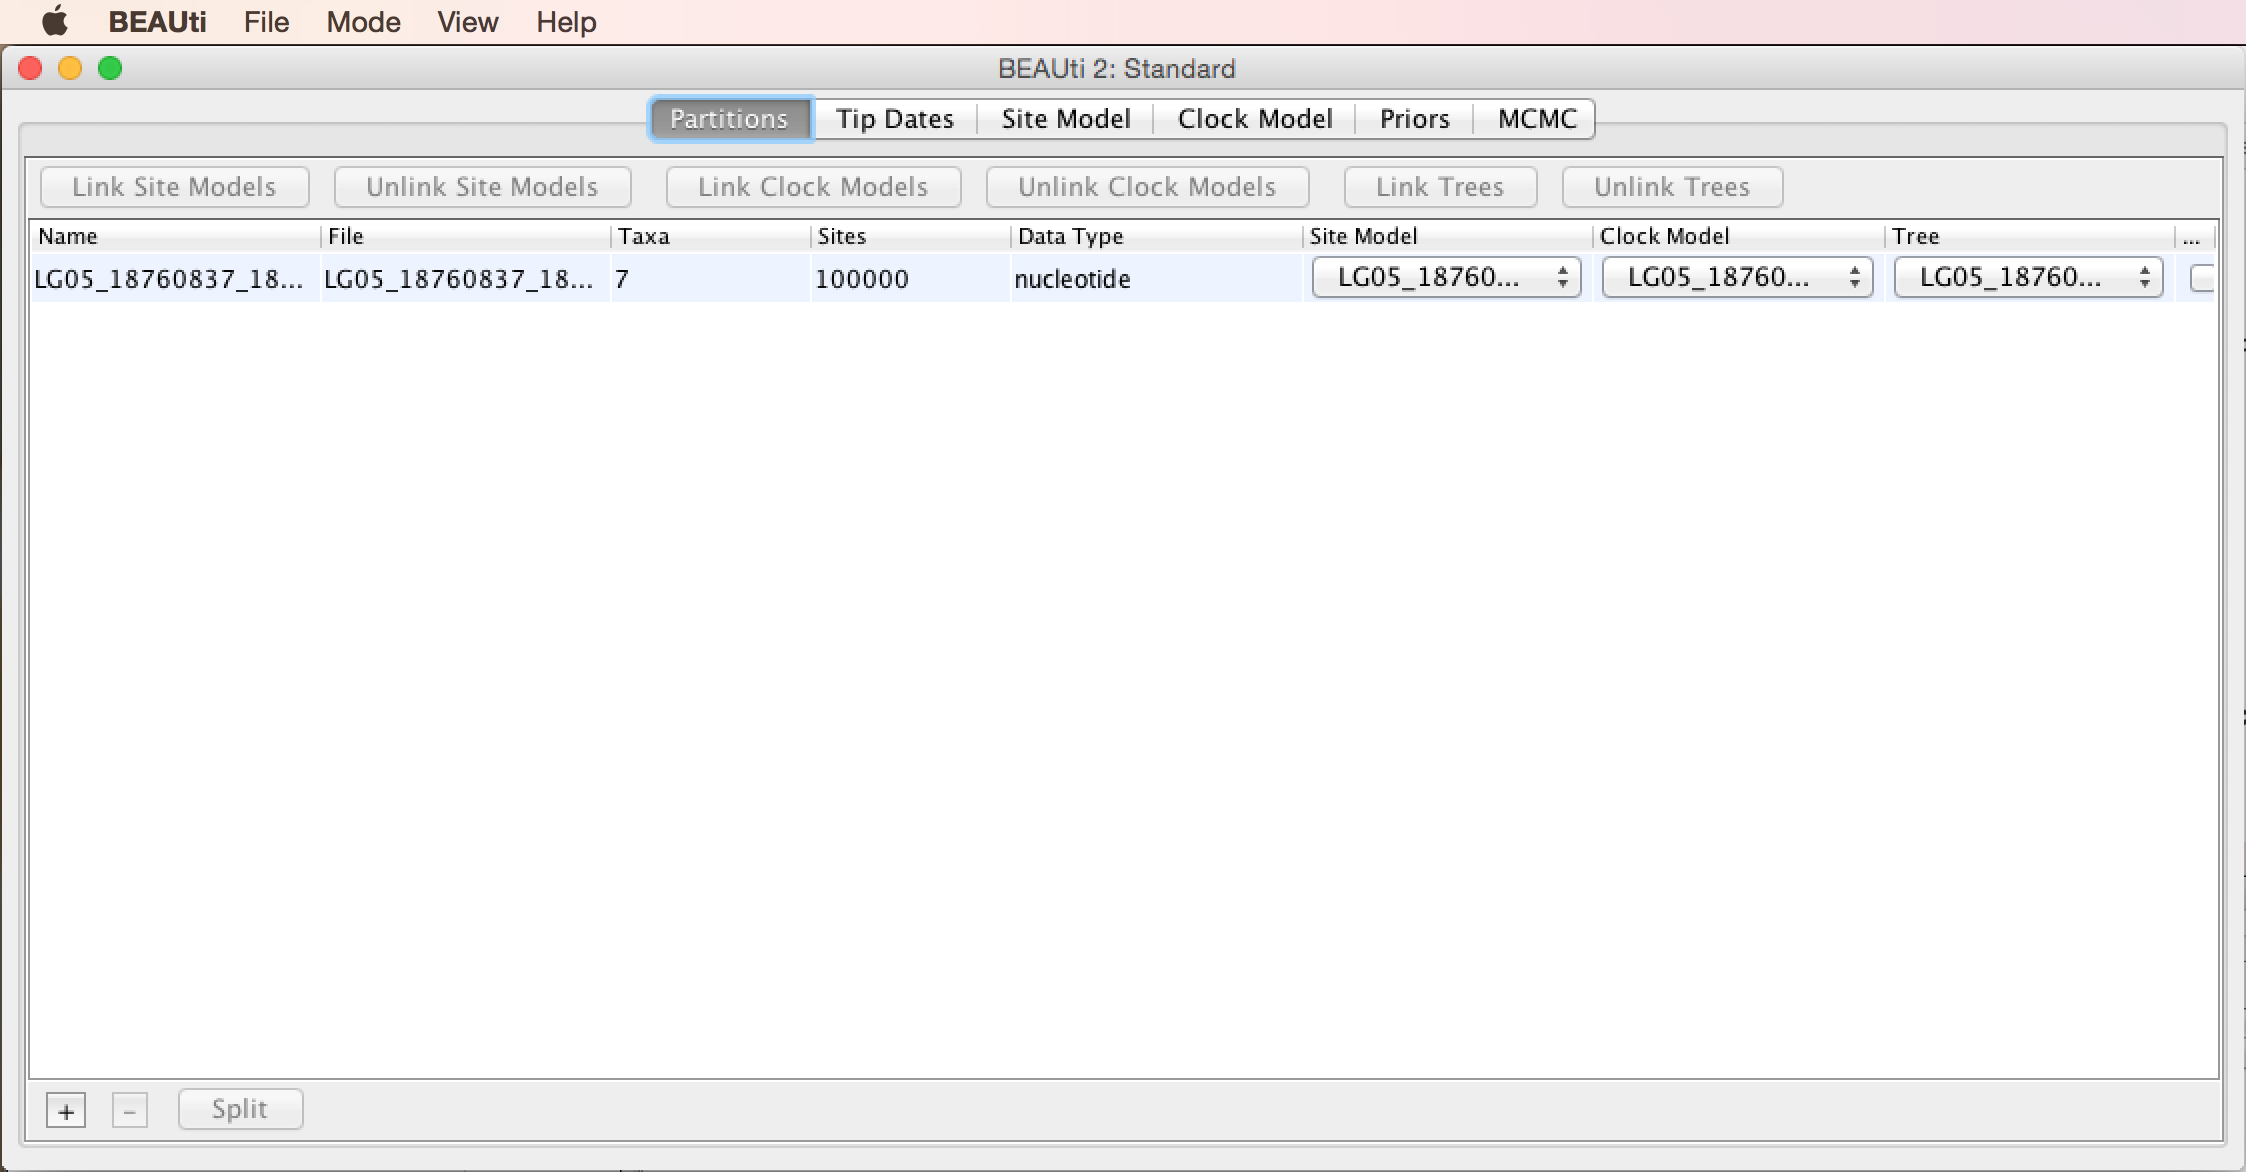 BEAUti File Mode View Help
BEAUti 2: Standard
Partitions Tip Dates Site Model Clock Model Priors MCMC
Link Site Models Unlink Site Models Link Clock Models Unlink Clock Models Link Trees Unlink Trees
Name File Taxa Sites Data Type Site Model Clock Model Tree ...
LG05_18760837_18... LG05_18760837_18... 7 100000 nucleotide LG05_18760... LG05_18760... LG05_18760...
+ - Split